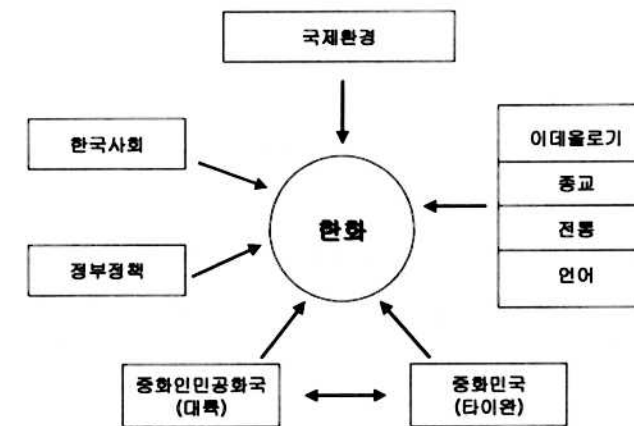 국제환경
한국사회
이데올로기
종교
한화
전통
정부정책
언어
중화인민공화국
(대륙)
중화민국
(타이완)